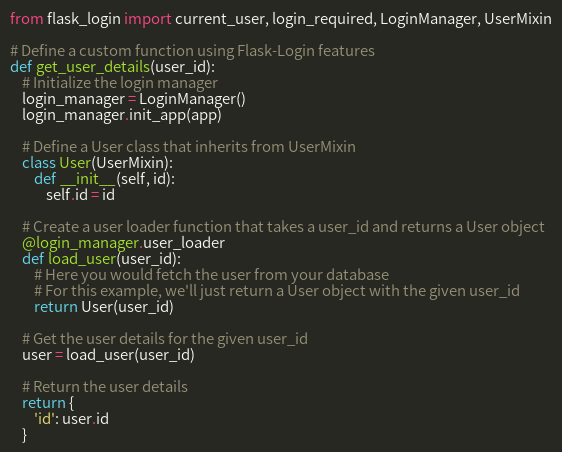 from flask_login import current_user, login_required, LoginManager, UserMixin
# Define a custom function using Flask-Login features
def get_user_details(user_id):
# Initialize the login manager
login_manager = LoginManager()
login_manager.init_app(app)
# Define a User class that inherits from UserMixin
class User(UserMixin):
def __init__(self, id):
self.id = id
# Create a user loader function that takes a user_id and returns a User object
@login_manager.user_loader
def load_user(user_id):
# Here you would fetch the user from your database
# For this example, we'll just return a User object with the given user_id
return User(user_id)
# Get the user details for the given user_id
user = load_user(user_id)
# Return the user details
return {
'id': user.id
}